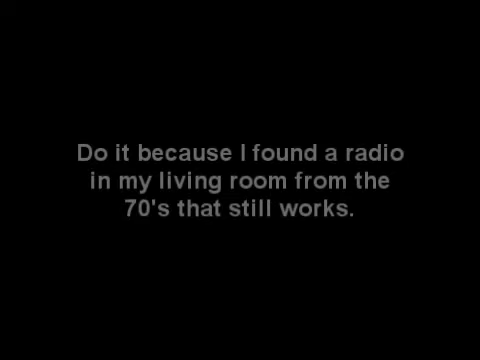 Do it because I found a radio
in my living room from the
70's that still works.